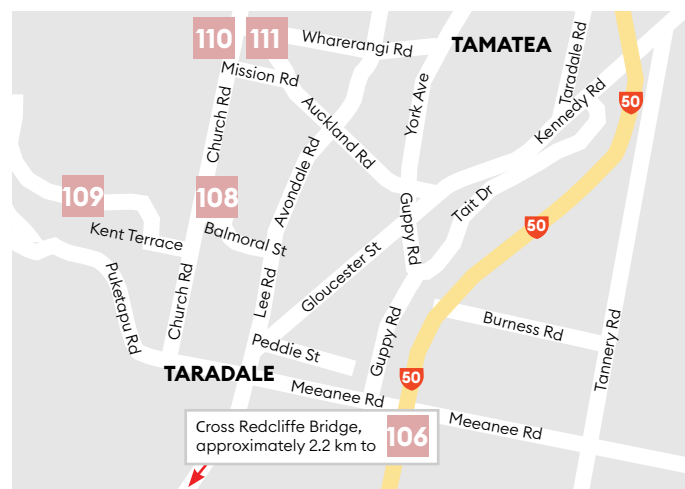 110
111
Wharerangi Rd
TAMATEA
Taradale Rd
Mission Rd
Kennedy Rd
50
Church Rd
Auckland Rd
York Ave
Avondale Rd
109
108
Tait Dr
Guppy Rd
50
Kent Terrace
Balmoral St
Gloucester St
Puketapu Rd
Church Rd
Lee Rd
Burness Rd
Guppy Rd
Tannery Rd
Peddie St
TARADALE
50
Meeanee Rd
Meeanee Rd
Cross Redcliffe Bridge,
approximately 2.2 km to
106